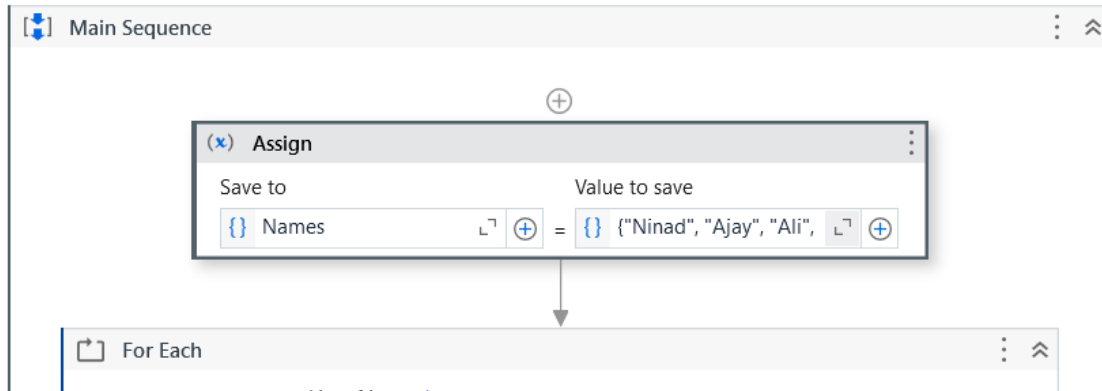 Main Sequence
(x) Assign
Save to Value to save
{} Names = {} {"Ninad", "Ajay", "Ali",
For Each